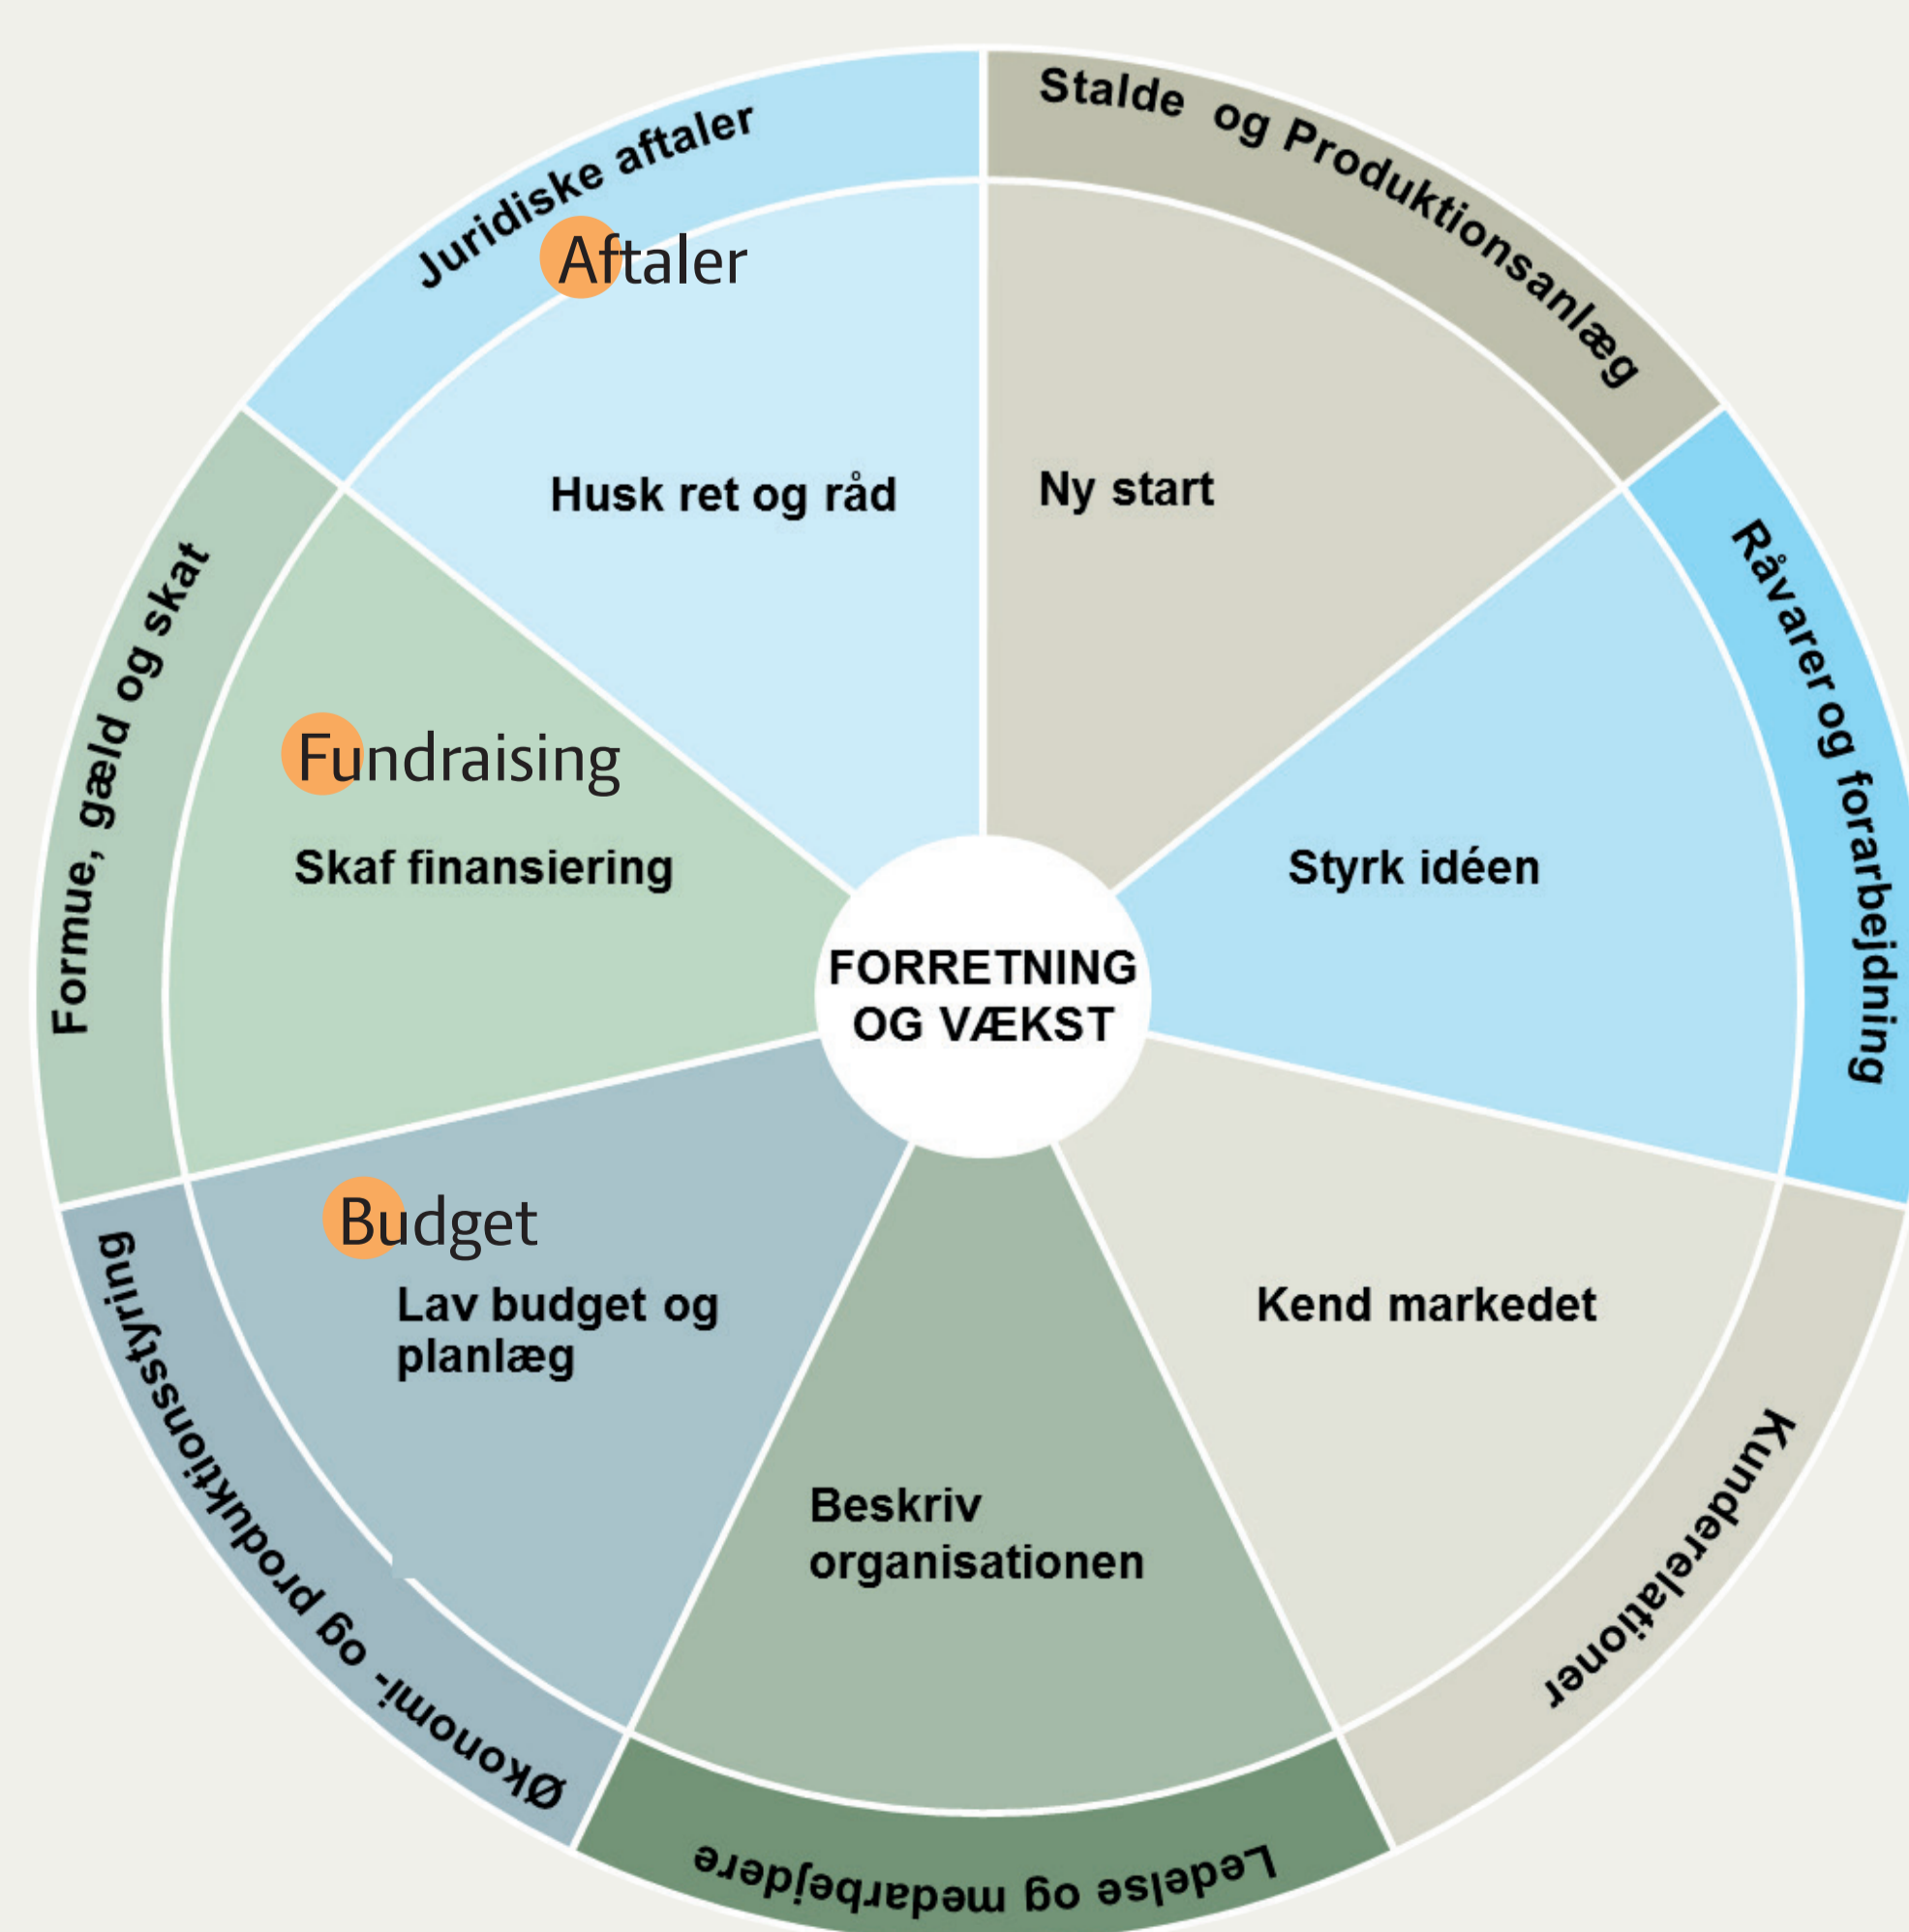 Stalde og Produktionsanlæg
Ny start
Råvarer og forarbejdning
Styrk idéen
Kunderelationer
Kend markedet
Ledelse og medarbejdere
Beskriv
organisationen
Økonomi- og produktionsstyring
Budget
Lav budget og
planlæg
Formue, gæld og skat
Fundraising
Skaf finansiering
Juridiske aftaler
Aftaler
Husk ret og råd
FORRETNING
OG VÆKST